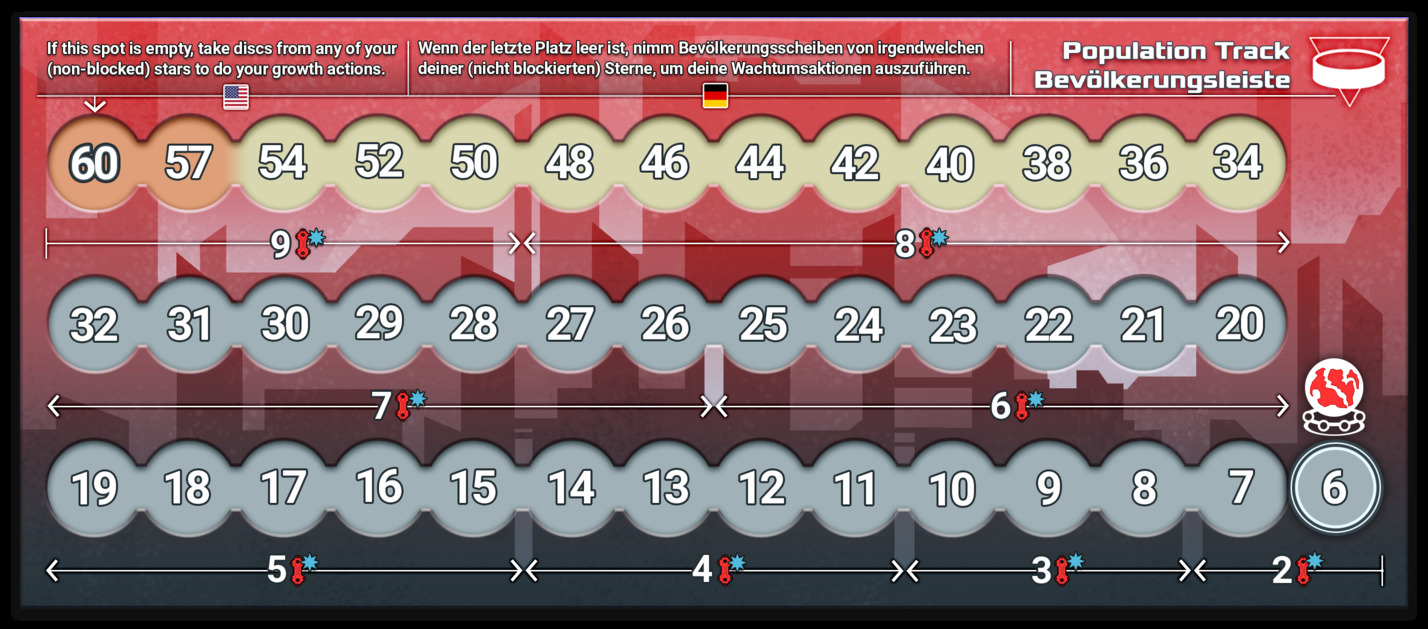 If this spot is empty, take discs from any of your
(non-blocked) stars to do your growth actions.
Wenn der letzte Platz leer ist, nimm Bevölkerungsscheiben von irgendwelchen
deiner (nicht blockierten) Sterne, um deine Wachtumsaktionen auszuführen.
Population Track
Bevölkerungsleiste
60 57 54 52 50 48 46 44 42 40 38 36 34
9 8
32 31 30 29 28 27 26 25 24 23 22 21 20
7 6
19 18 17 16 15 14 13 12 11 10 9 8 7 6
5 4 3 2